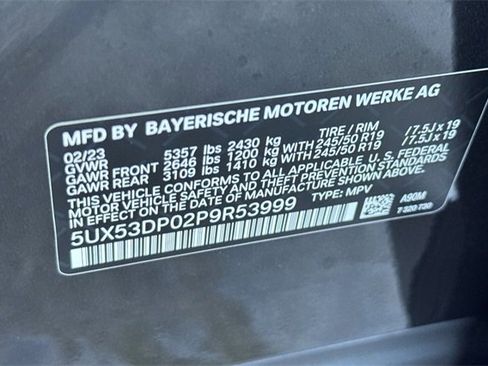 MFD BY BAYERISCHE MOTOREN WERKE AG
02/23 TIRE / RIM
GVWR 5357 lbs 2430 kg
GAWR FRONT 2646 lbs 1200 kg WITH 245/50 R19 / 7.5J x 19
GAWR REAR 3109 lbs 1410 kg WITH 245/50 R19 / 7.5J x 19
THIS VEHICLE CONFORMS TO ALL APPLICABLE U.S. FEDERAL
MOTOR VEHICLE SAFETY AND THEFT PREVENTION STANDARDS
IN EFFECT ON THE DATE OF MANUFACTURE SHOWN ABOVE.
5UX53DP02P9R53999 TYPE: MPV
A90M
7 320 730